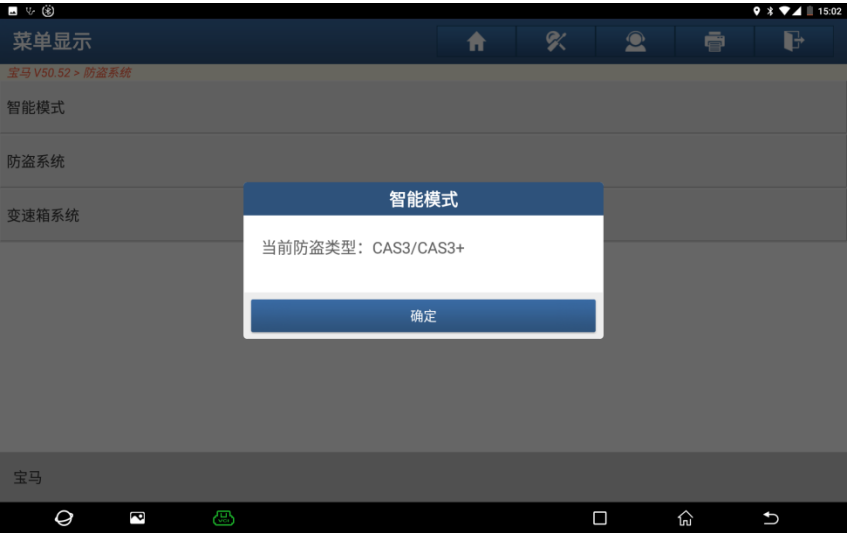 15:02
菜单显示
宝马 V50.52 > 防盗系统
智能模式
防盗系统
变速箱系统
智能模式
当前防盗类型：CAS3/CAS3+
确定
宝马
VCI